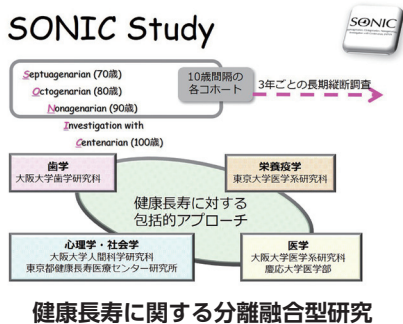 SONIC Study
SONIC
Septuagenarian (70歳)
Octogenarian (80歳)
Nonagenarian (90歳)
Investigation with
Centenarian (100歳)
10歳間隔の
各コホート
3年ごとの長期縦断調査
歯学
大阪大学歯学研究科
栄養疫学
東京大学医学系研究科
健康長寿に対する
包括的アプローチ
心理学・社会学
大阪大学人間科学研究科
東京都健康長寿医療センター研究所
医学
大阪大学医学系研究科
慶応大学医学部
健康長寿に関する分離融合型研究